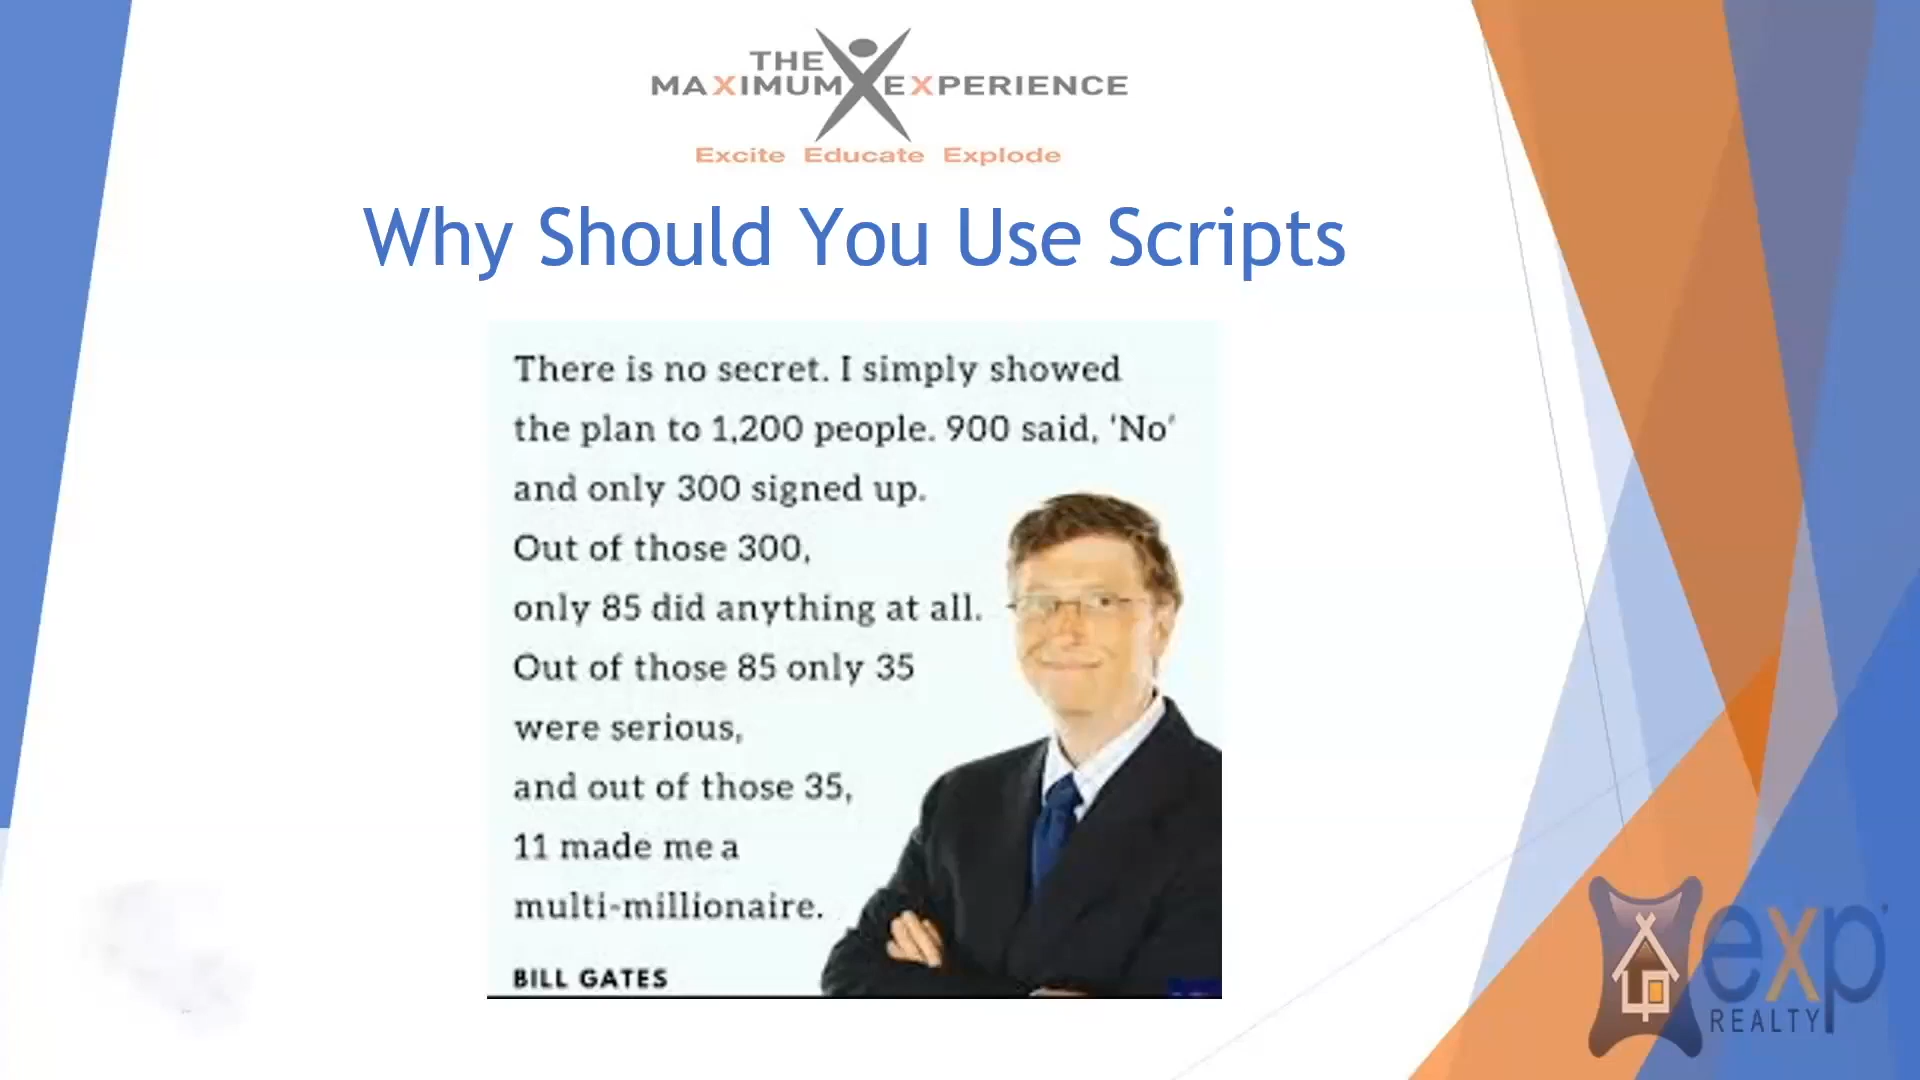 THE
MAXIMUM EXPERIENCE
Excite Educate Explode
Why Should You Use Scripts
There is no secret. I simply showed
the plan to 1,200 people. 900 said, 'No'
and only 300 signed up.
Out of those 300,
only 85 did anything at all.
Out of those 85 only 35
were serious,
and out of those 35,
11 made me a
multi-millionaire.
BILL GATES
exp
REALTY